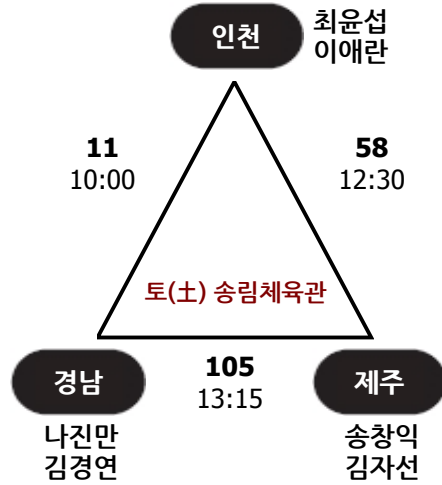 인천
최윤섭
이애란
11
10:00
58
12:30
토(土) 송림체육관
경남
105
13:15
제주
나진만
김경연
송창익
김자선